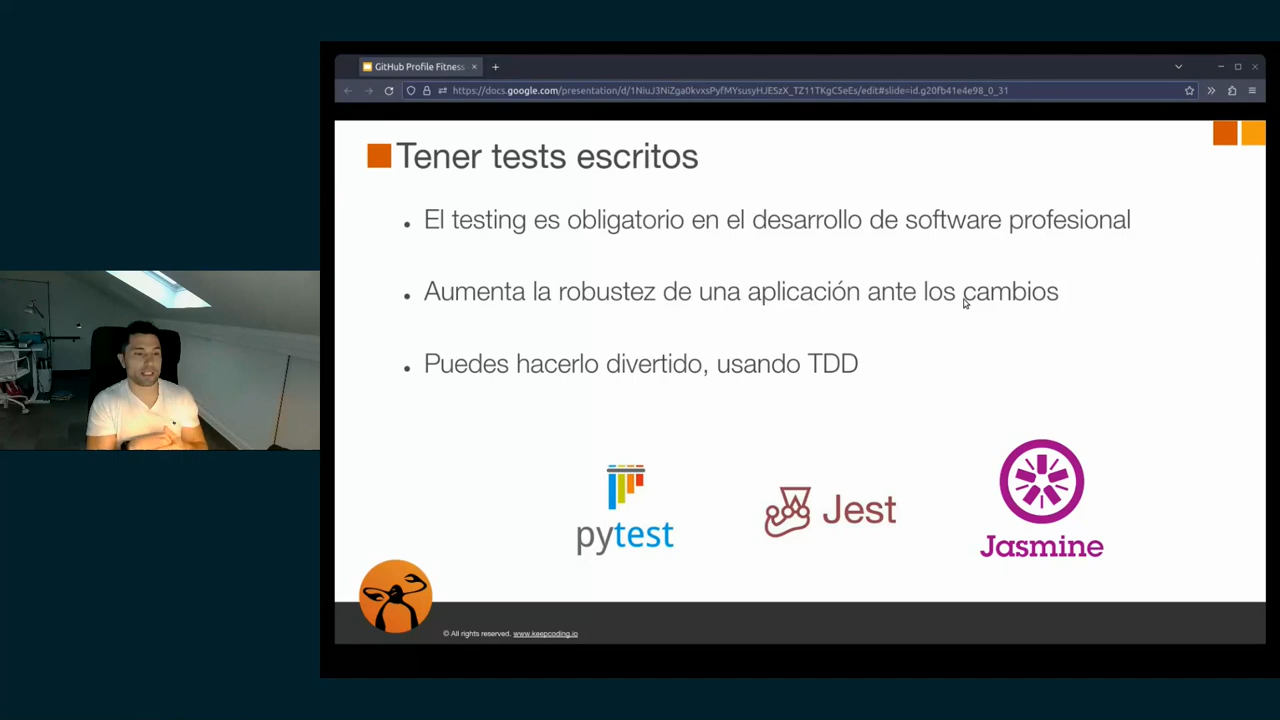 GitHub Profile Fitness
https://docs.google.com/presentation/d/1NiuJ3NiZga0kvxsPyfMYsusyHJESzX_TZ11TKgC5eEs/edit#slide=id.g20fb41e4e98_0_31
Tener tests escritos
El testing es obligatorio en el desarrollo de software profesional
Aumenta la robustez de una aplicación ante los cambios
Puedes hacerlo divertido, usando TDD
pytest
Jest
Jasmine
© All rights reserved. www.keepcoding.io